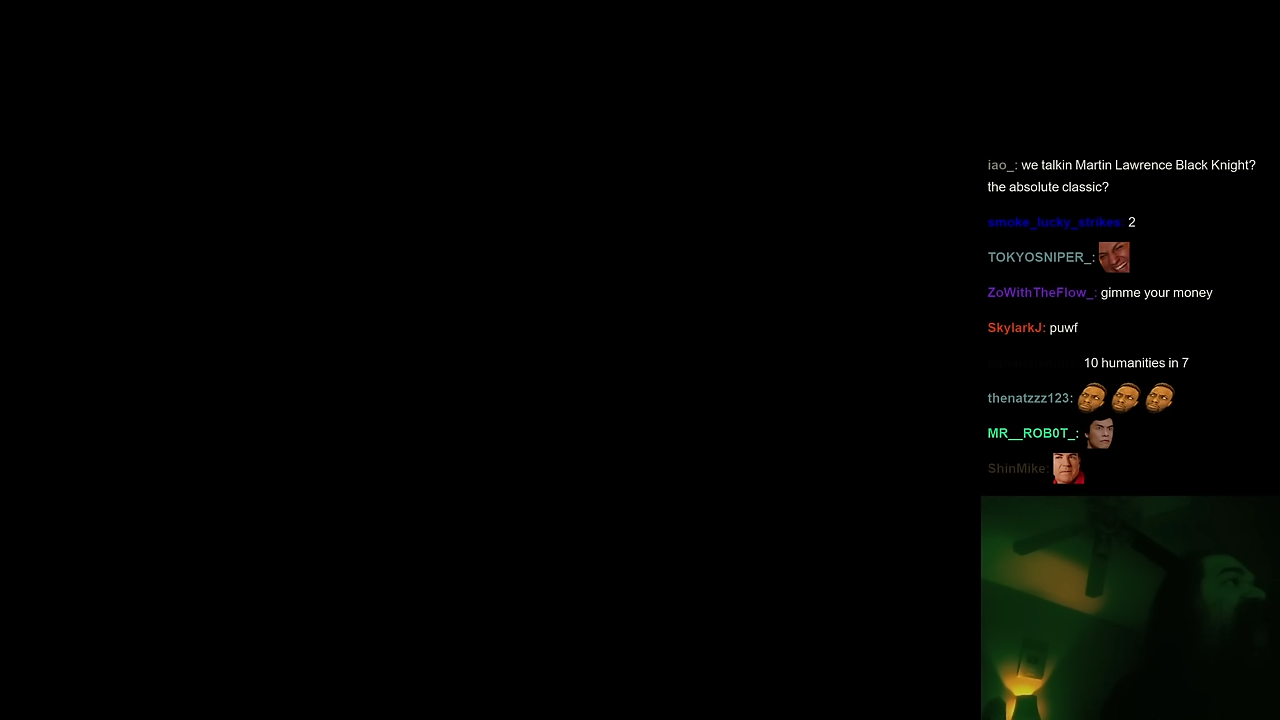 iao_: we talkin Martin Lawrence Black Knight?
the absolute classic?
smoke_lucky_strikes: 2
TOKYOSNIPER_:
ZoWithTheFlow_: gimme your money
SkylarkJ: puwf
10 humanities in 7
thenatzzz123:
MR__ROB0T_:
ShinMike: